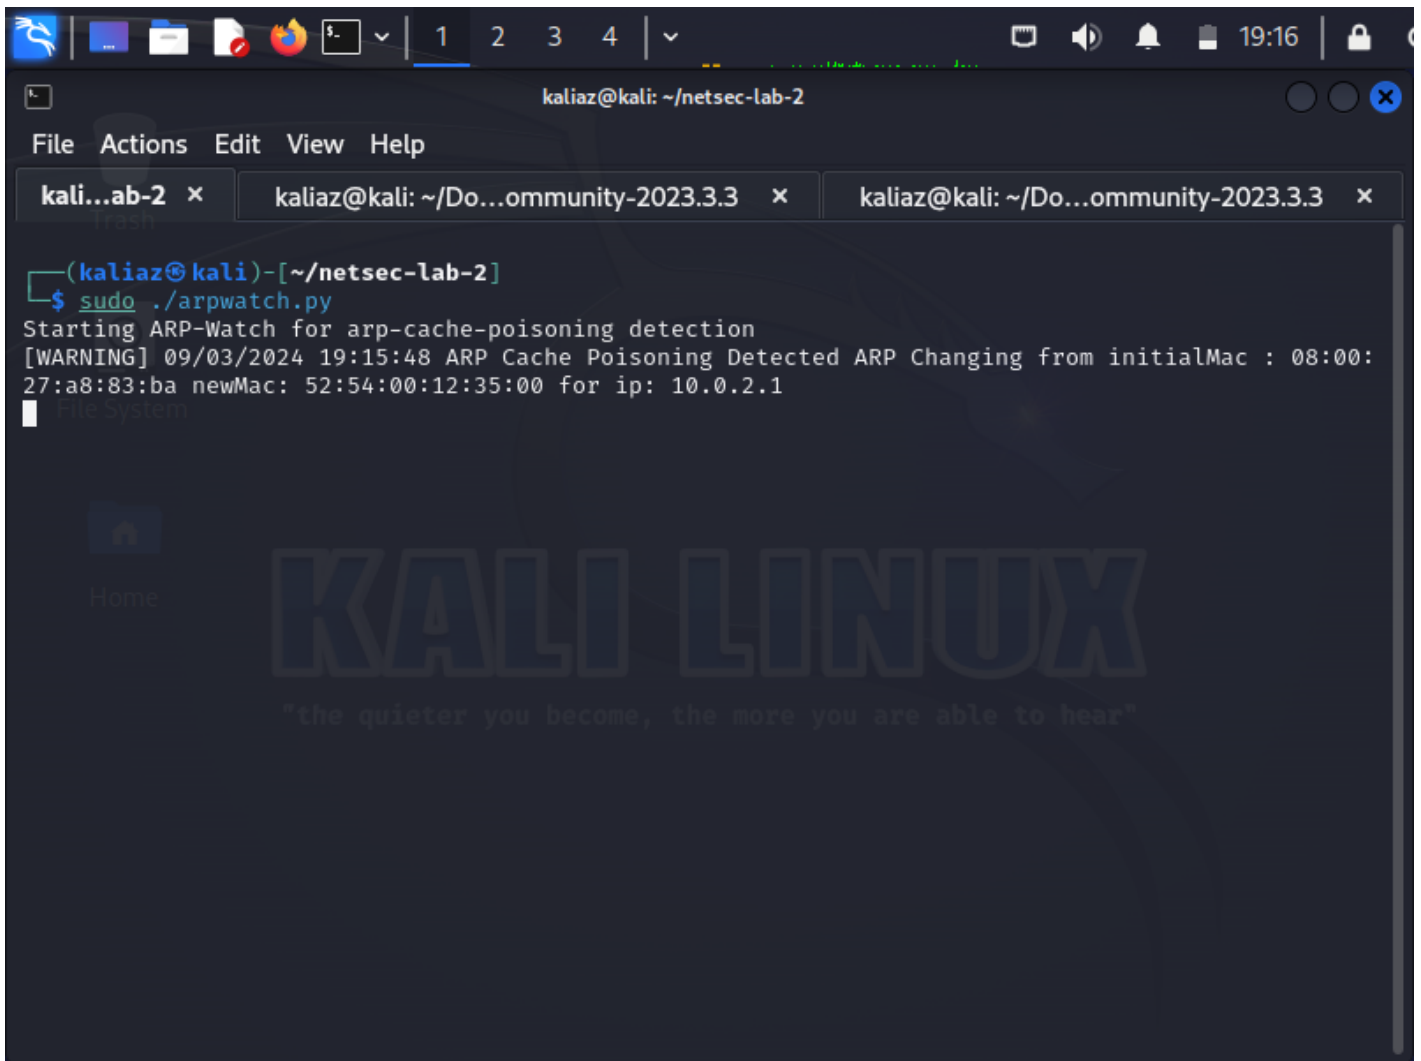 1 2 3 4 19:16
kaliaz@kali: ~/netsec-lab-2
File Actions Edit View Help
kali...ab-2 × kaliaz@kali: ~/Do...ommunity-2023.3.3 × kaliaz@kali: ~/Do...ommunity-2023.3.3 ×
Trash
┌──(kaliaz㉿kali)-[~/netsec-lab-2]
└─$ sudo ./arpwatch.py
Starting ARP-Watch for arp-cache-poisoning detection
[WARNING] 09/03/2024 19:15:48 ARP Cache Poisoning Detected ARP Changing from initialMac : 08:00:
27:a8:83:ba newMac: 52:54:00:12:35:00 for ip: 10.0.2.1
File System
Home
KALI LINUX
"the quieter you become, the more you are able to hear"